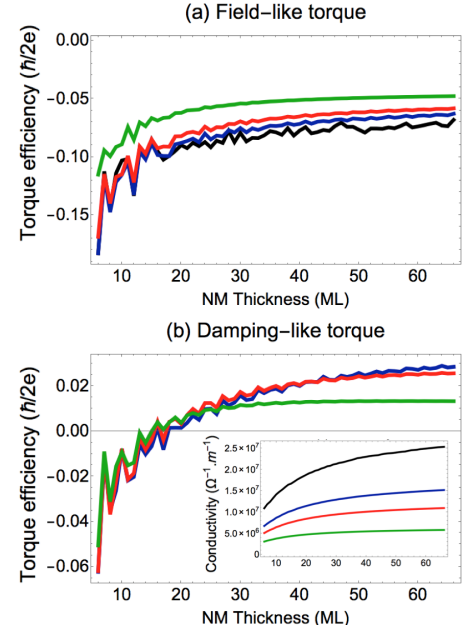 (a) Field-like torque
Torque efficiency (ℏ/2e)
0.00
-0.05
-0.10
-0.15
10 20 30 40 50 60
NM Thickness (ML)
(b) Damping-like torque
Torque efficiency (ℏ/2e)
0.02
0.00
-0.02
-0.04
-0.06
10 20 30 40 50 60
NM Thickness (ML)
Conductivity (Ω⁻¹.m⁻¹)
2.5×10⁷
2.0×10⁷
1.5×10⁷
1.0×10⁷
5.0×10⁶
0
10 20 30 40 50 60